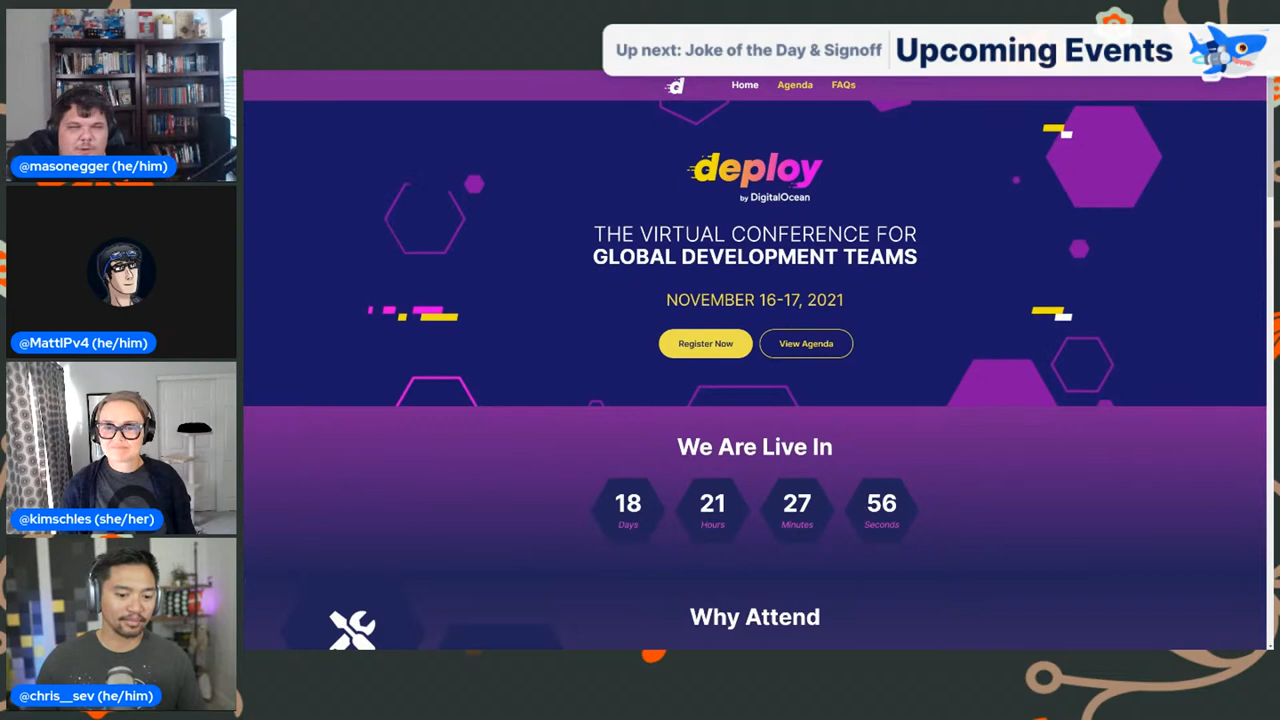 Up next: Joke of the Day & Signoff
Upcoming Events
@masonegger (he/him)
@MattIPv4 (he/him)
@kimschles (she/her)
@chris__sev (he/him)
d
Home
Agenda
FAQs
deploy
by DigitalOcean
THE VIRTUAL CONFERENCE FOR
GLOBAL DEVELOPMENT TEAMS
NOVEMBER 16-17, 2021
Register Now
View Agenda
We Are Live In
18
Days
21
Hours
27
Minutes
56
Seconds
Why Attend